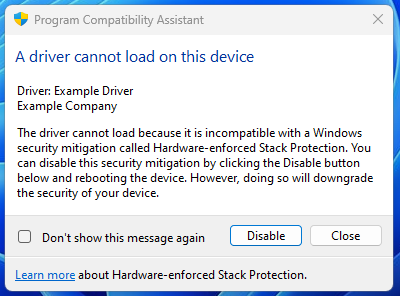 Program Compatibility Assistant
A driver cannot load on this device
Driver: Example Driver
Example Company
The driver cannot load because it is incompatible with a Windows
security mitigation called Hardware-enforced Stack Protection. You
can disable this security mitigation by clicking the Disable button
below and rebooting the device. However, doing so will downgrade
the security of your device.
Don't show this message again
Disable
Close
Learn more about Hardware-enforced Stack Protection.